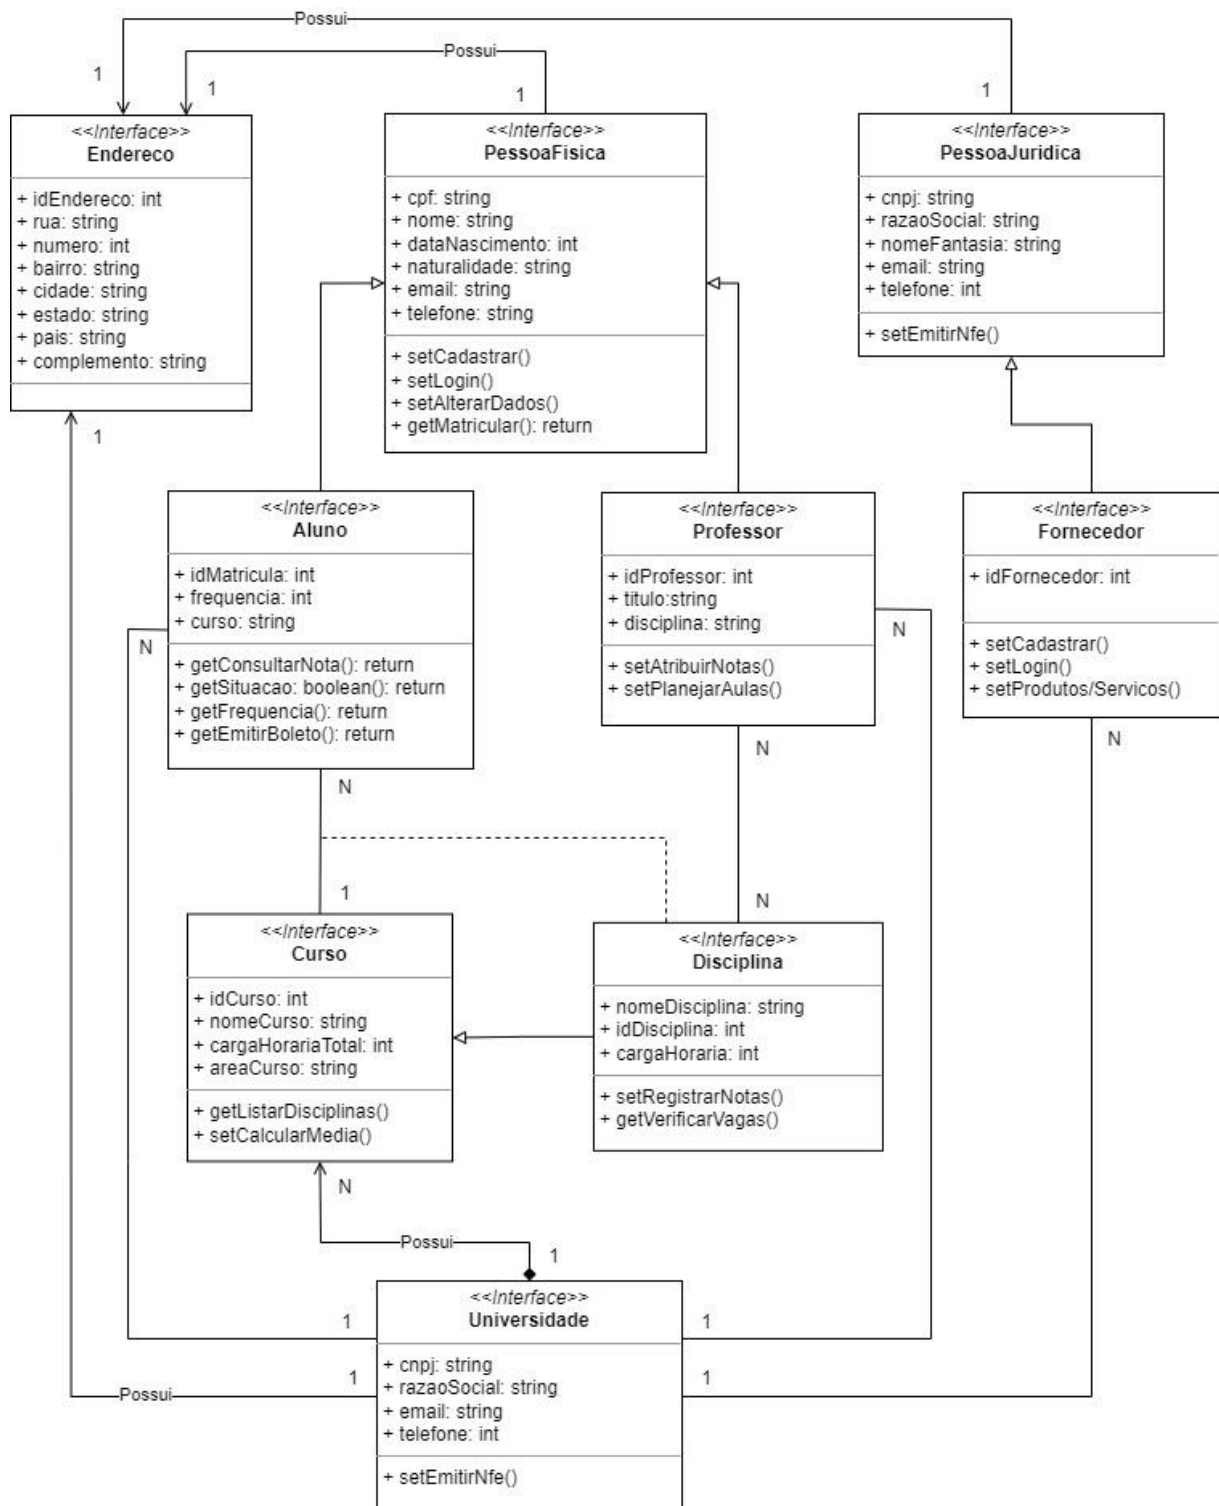 Possui
Possui
1
1
1
1
<<Interface>>
Endereco
+ idEndereco: int
+ rua: string
+ numero: int
+ bairro: string
+ cidade: string
+ estado: string
+ pais: string
+ complemento: string
1
<<Interface>>
PessoaFisica
+ cpf: string
+ nome: string
+ dataNascimento: int
+ naturalidade: string
+ email: string
+ telefone: string
+ setCadastrar()
+ setLogin()
+ setAlterarDados()
+ getMatricular(): return
<<Interface>>
PessoaJuridica
+ cnpj: string
+ razaoSocial: string
+ nomeFantasia: string
+ email: string
+ telefone: int
+ setEmitirNfe()
<<Interface>>
Aluno
+ idMatricula: int
+ frequencia: int
+ curso: string
+ getConsultarNota(): return
+ getSituacao: boolean(): return
+ getFrequencia(): return
+ getEmitirBoleto(): return
N
N
<<Interface>>
Professor
+ idProfessor: int
+ titulo:string
+ disciplina: string
+ setAtribuirNotas()
+ setPlanejarAulas()
N
N
<<Interface>>
Fornecedor
+ idFornecedor: int
+ setCadastrar()
+ setLogin()
+ setProdutos/Servicos()
N
1
<<Interface>>
Curso
+ idCurso: int
+ nomeCurso: string
+ cargaHorariaTotal: int
+ areaCurso: string
+ getListarDisciplinas()
+ setCalcularMedia()
N
N
<<Interface>>
Disciplina
+ nomeDisciplina: string
+ idDisciplina: int
+ cargaHoraria: int
+ setRegistrarNotas()
+ getVerificarVagas()
Possui
1
<<Interface>>
Universidade
+ cnpj: string
+ razaoSocial: string
+ email: string
+ telefone: int
+ setEmitirNfe()
1
1
1
1
Possui